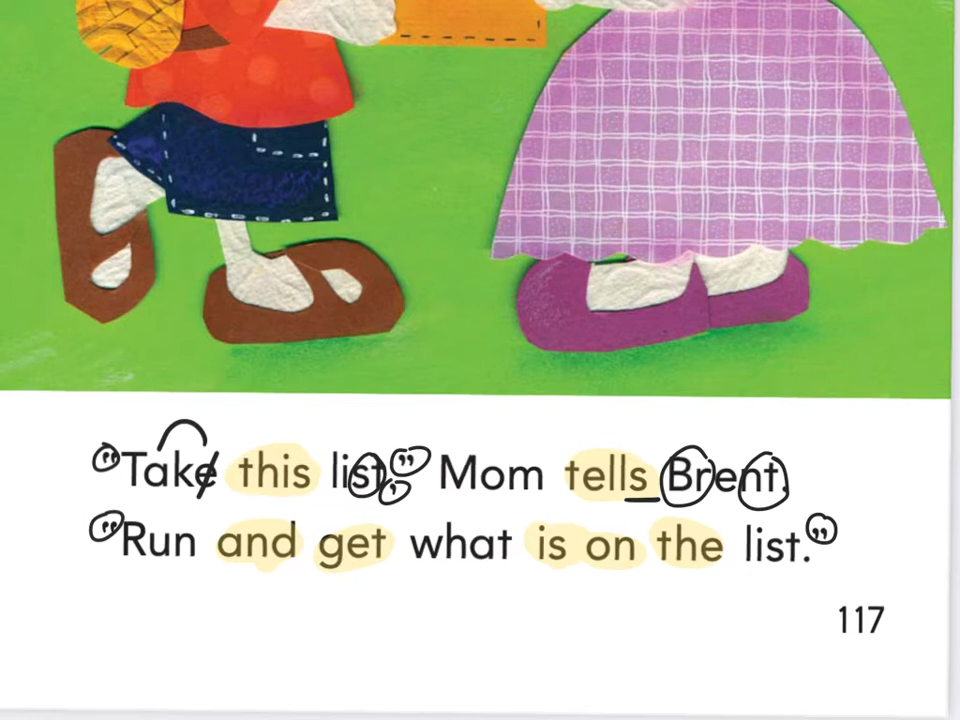 "Take this list," Mom tells Brent.
"Run and get what is on the list."
117